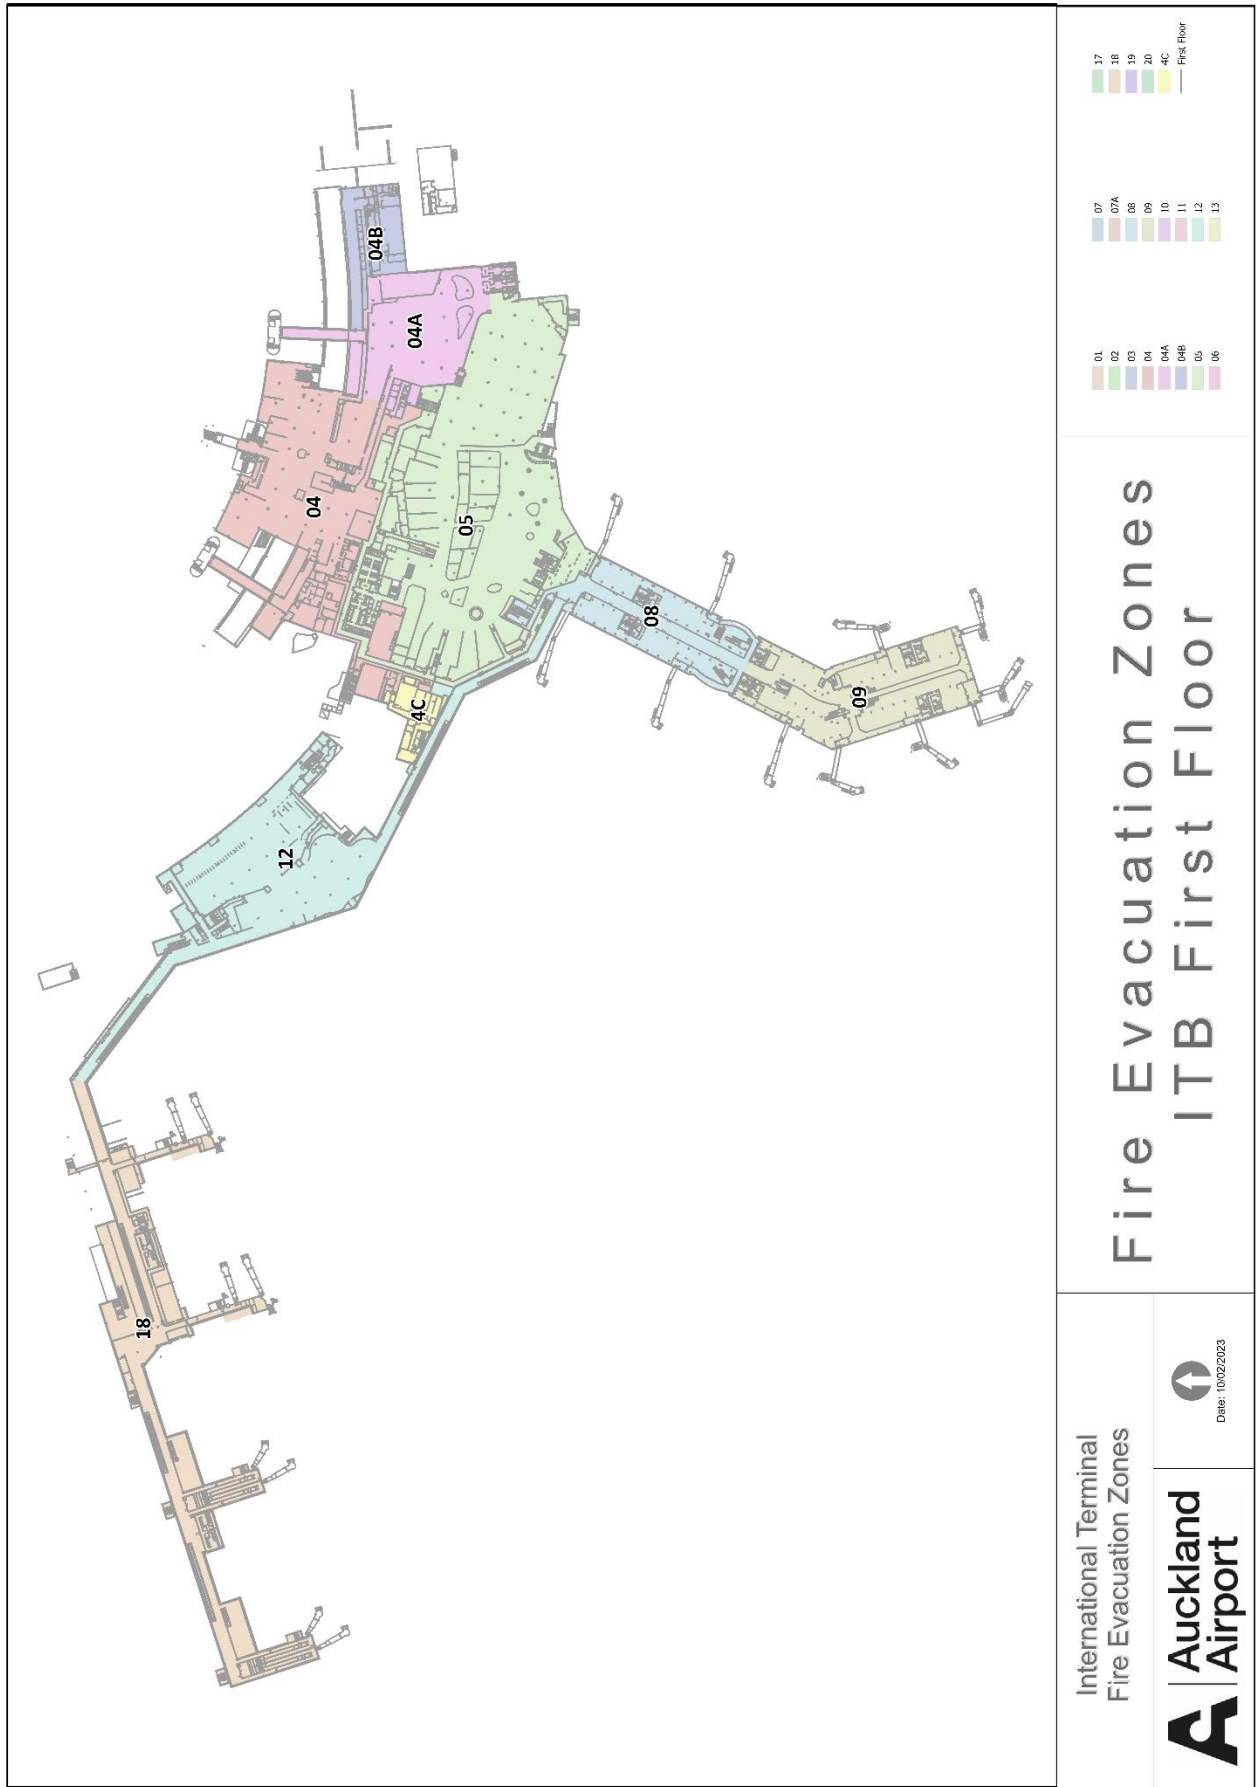 04B
04A
04
05
4C
08
09
12
18
International Terminal
Fire Evacuation Zones
A Auckland
Airport
Date: 10/02/2023
Fire Evacuation Zones
ITB First Floor
01
02
03
04
04A
04B
05
06
07
07A
08
09
10
11
12
13
17
18
19
20
4C
First Floor